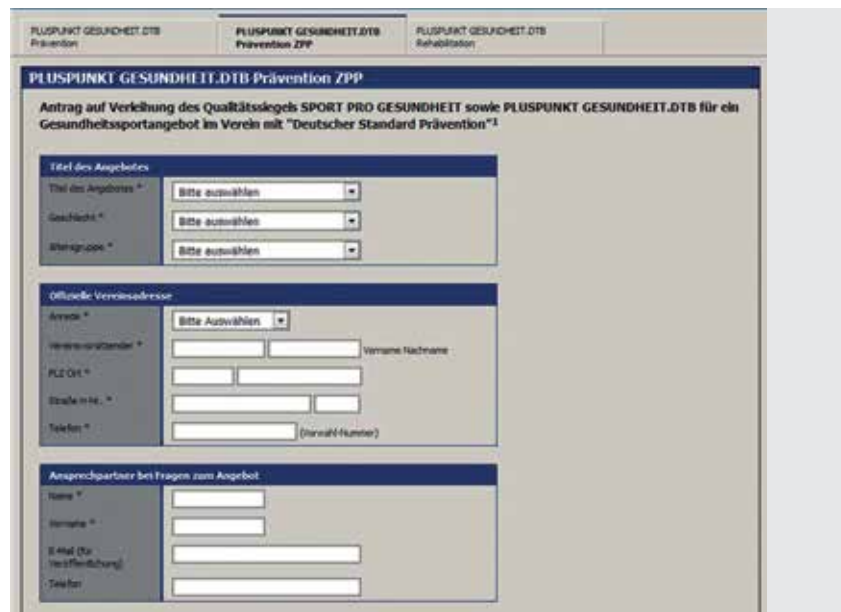 PLUSPUNKT GESUNDHEIT.DTB
Prävention
PLUSPUNKT GESUNDHEIT.DTB
Prävention ZPP
PLUSPUNKT GESUNDHEIT.DTB
Rehabilitation
PLUSPUNKT GESUNDHEIT.DTB Prävention ZPP
Antrag auf Verleihung des Qualitätssiegels SPORT PRO GESUNDHEIT sowie PLUSPUNKT GESUNDHEIT.DTB für ein
Gesundheitssportangebot im Verein mit "Deutscher Standard Prävention"1
Titel des Angebotes
Titel des Angebotes *
Bitte auswählen
Geschlecht *
Bitte auswählen
Altersgruppe *
Bitte auswählen
Offizielle Vereinsadresse
Anrede *
Bitte Auswählen
Vereinsvorsitzender *
Vorname Nachname
PLZ Ort *
Straße + Nr. *
Telefon *
(Vorwahl-Nummer)
Ansprechpartner bei Fragen zum Angebot
Name *
Vorname *
E-Mail (für
Veröffentlichung)
Telefon